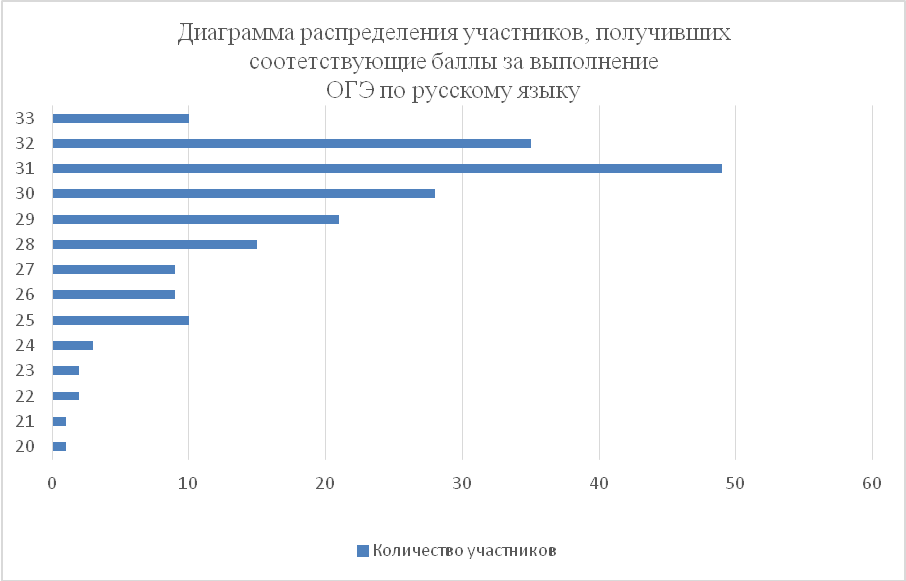 Диаграмма распределения участников, получивших
соотетствующие баллы за выполнение
ОГЭ по русскому языку
33
32
31
30
29
28
27
26
25
24
23
22
21
20
0 10 20 30 40 50 60
Количество участников